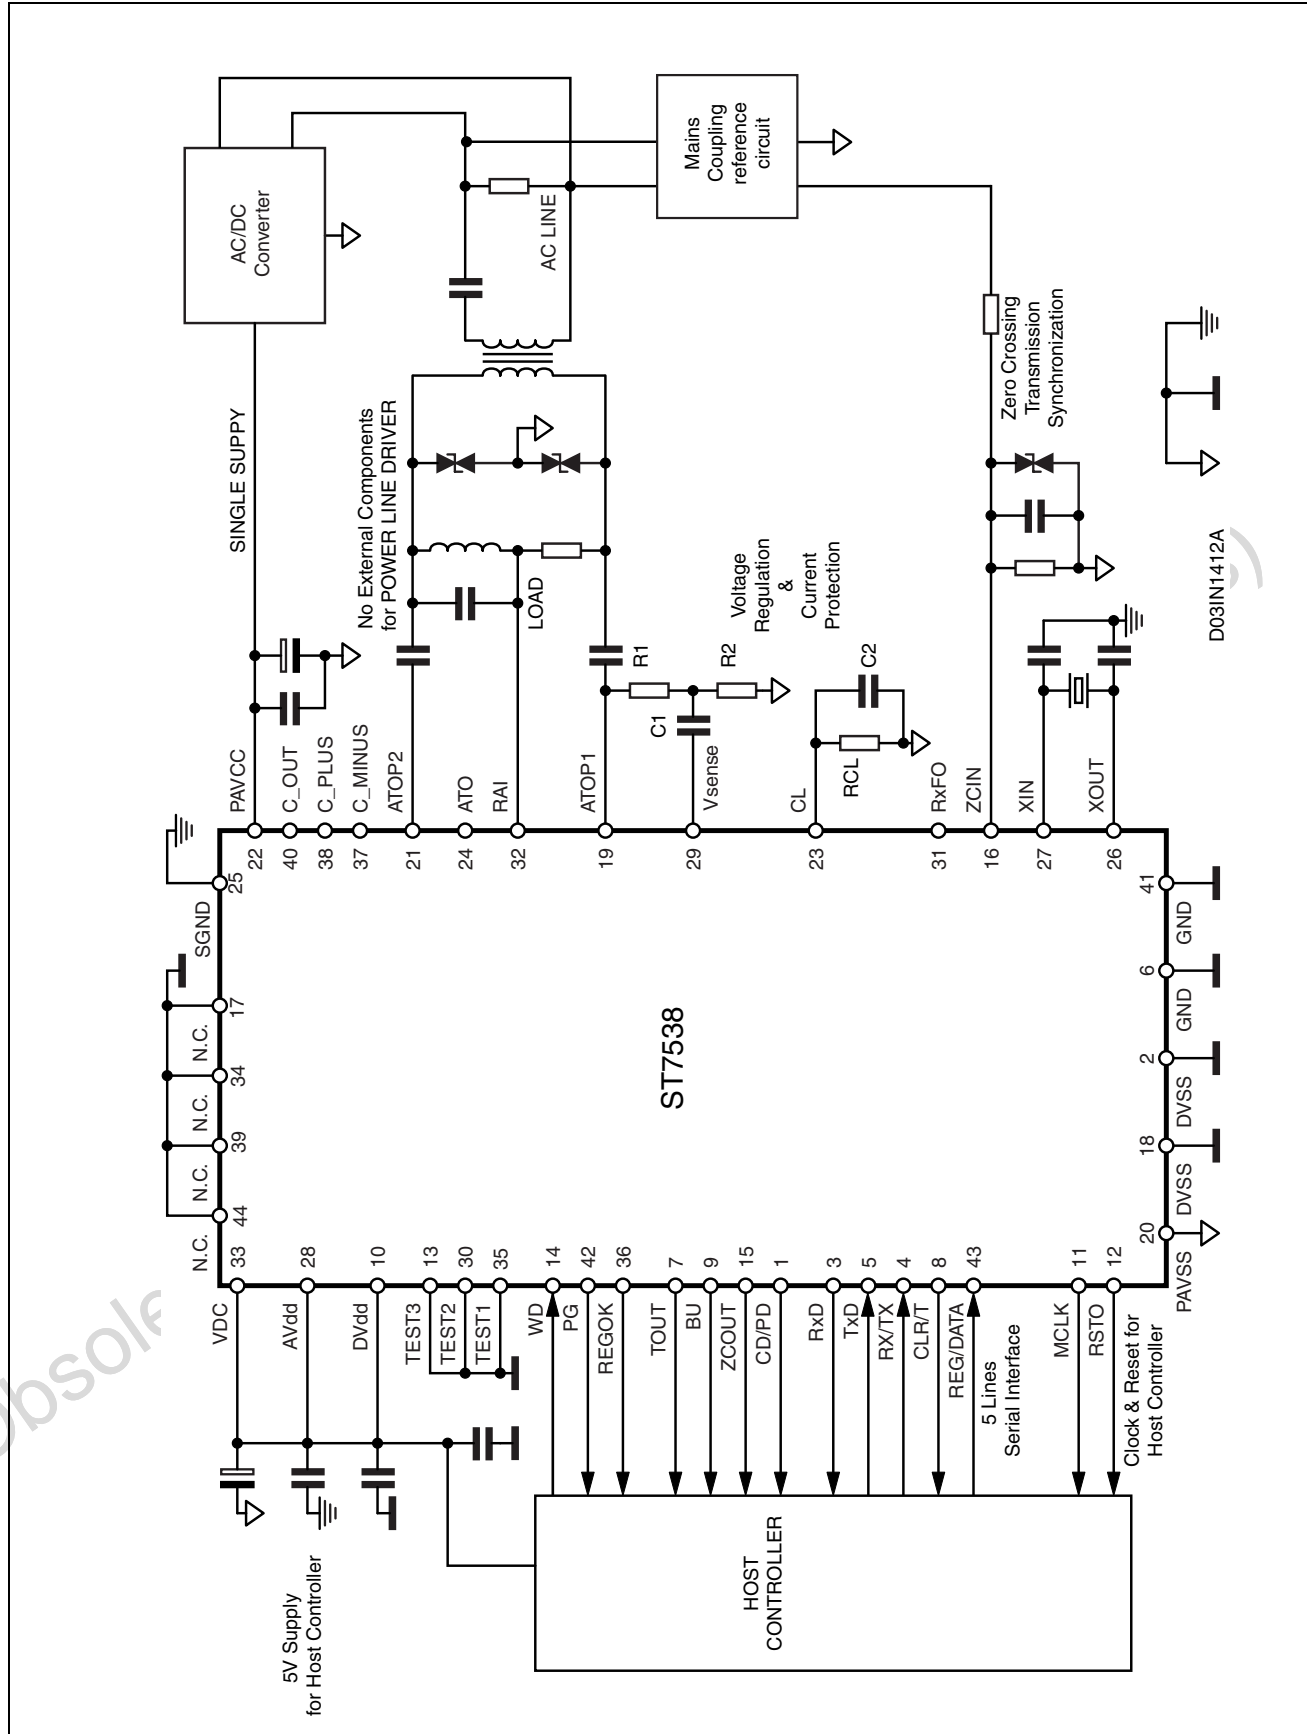 AC/DC
Converter
Mains
Coupling
reference
circuit
AC LINE
SINGLE SUPPLY
No External Components
for POWER LINE DRIVER
LOAD
Voltage
Regulation
&
Current
Protection
Zero Crossing
Transmission
Synchronization
R1
R2
C1
C2
RCL
D03IN1412A
PAVCC
C_OUT
C_PLUS
C_MINUS
ATOP2
ATO
RAI
ATOP1
Vsense
CL
RxFO
ZCIN
XIN
XOUT
22
40
38
37
21
24
32
19
29
23
31
16
27
26
25
SGND
17
N.C.
34
N.C.
39
N.C.
44
N.C.
ST7538
41
GND
6
GND
2
DVSS
18
DVSS
20
PAVSS
33
28
10
13
30
35
14
42
36
7
9
15
1
3
5
4
8
43
11
12
VDC
AVdd
DVdd
TEST3
TEST2
TEST1
WD
PG
REGOK
TOUT
BU
ZCOUT
CD/PD
RxD
TxD
RX/TX
CLR/T
REG/DATA
MCLK
RSTO
5 Lines
Serial Interface
Clock & Reset for
Host Controller
5V Supply
for Host Controller
HOST
CONTROLLER